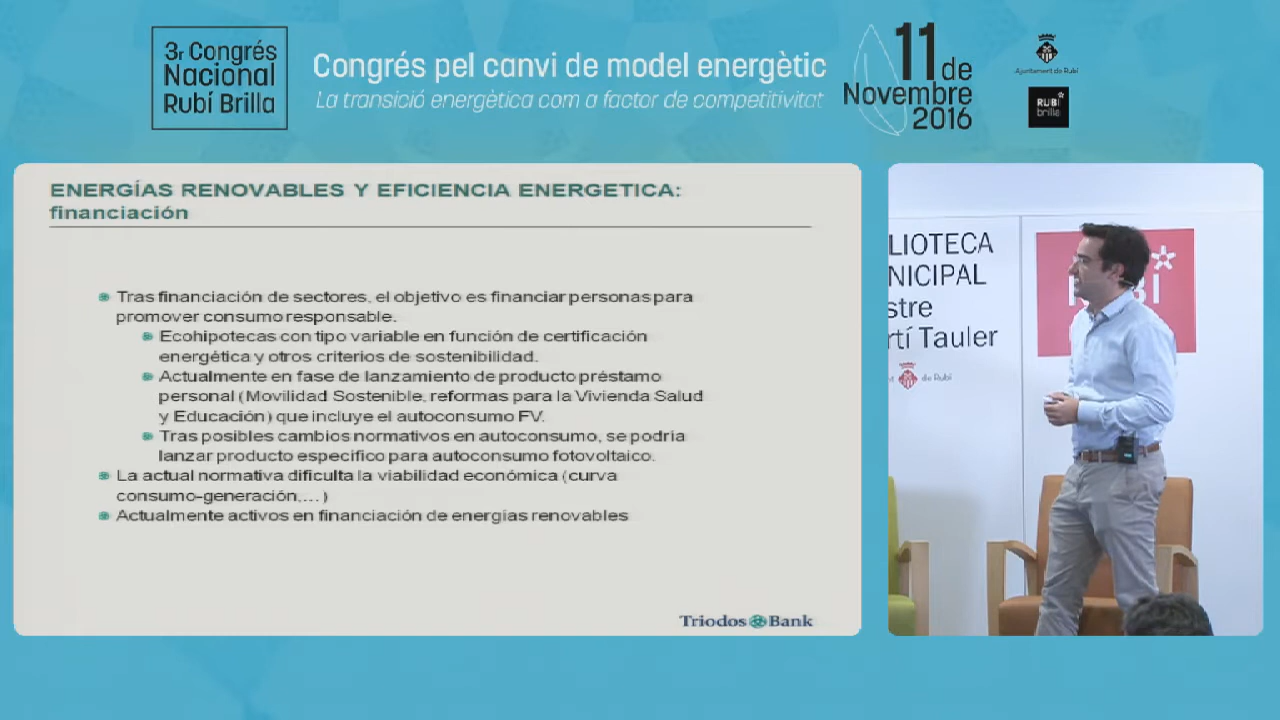 3r Congrés
Nacional
Rubí Brilla
Congrés pel canvi de model energètic
La transició energètica com a factor de competitivitat
11 de
Novembre
2016
Ajuntament de Rubí
RUBÍ
brilla
ENERGÍAS RENOVABLES Y EFICIENCIA ENERGETICA:
financiación
Tras financiación de sectores, el objetivo es financiar personas para
promover consumo responsable.
Ecohipotecas con tipo variable en función de certificación
energética y otros criterios de sostenibilidad.
Actualmente en fase de lanzamiento de producto préstamo
personal (Movilidad Sostenible, reformas para la Vivienda Salud
y Educación) que incluye el autoconsumo FV.
Tras posibles cambios normativos en autoconsumo, se podría
lanzar producto específico para autoconsumo fotovoltaico.
La actual normativa dificulta la viabilidad económica (curva
consumo-generación,...)
Actualmente activos en financiación de energías renovables
Triodos Bank
LIOTECA
NICIPAL
stre
rtí Tauler
de Rubí